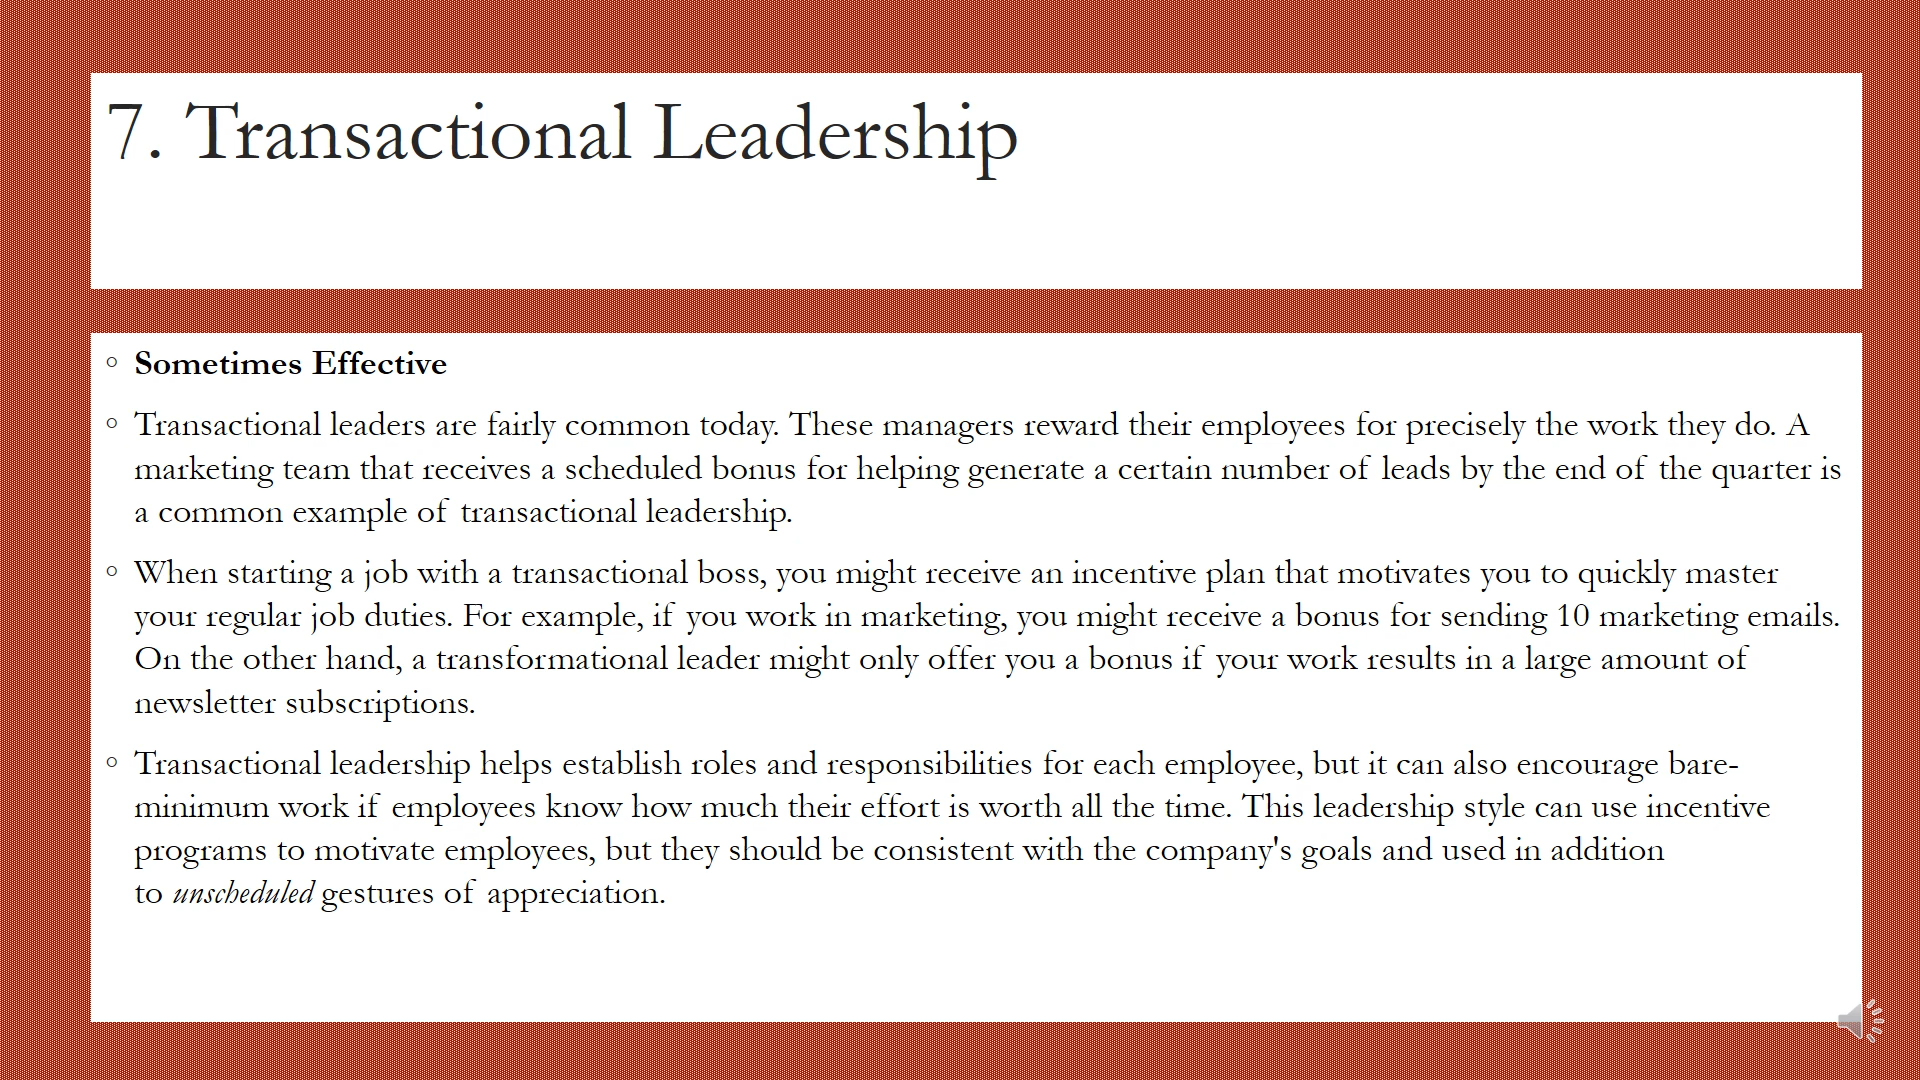 7. Transactional Leadership
◦ Sometimes Effective
◦ Transactional leaders are fairly common today. These managers reward their employees for precisely the work they do. A
marketing team that receives a scheduled bonus for helping generate a certain number of leads by the end of the quarter is
a common example of transactional leadership.
◦ When starting a job with a transactional boss, you might receive an incentive plan that motivates you to quickly master
your regular job duties. For example, if you work in marketing, you might receive a bonus for sending 10 marketing emails.
On the other hand, a transformational leader might only offer you a bonus if your work results in a large amount of
newsletter subscriptions.
◦ Transactional leadership helps establish roles and responsibilities for each employee, but it can also encourage bare-
minimum work if employees know how much their effort is worth all the time. This leadership style can use incentive
programs to motivate employees, but they should be consistent with the company's goals and used in addition
to unscheduled gestures of appreciation.